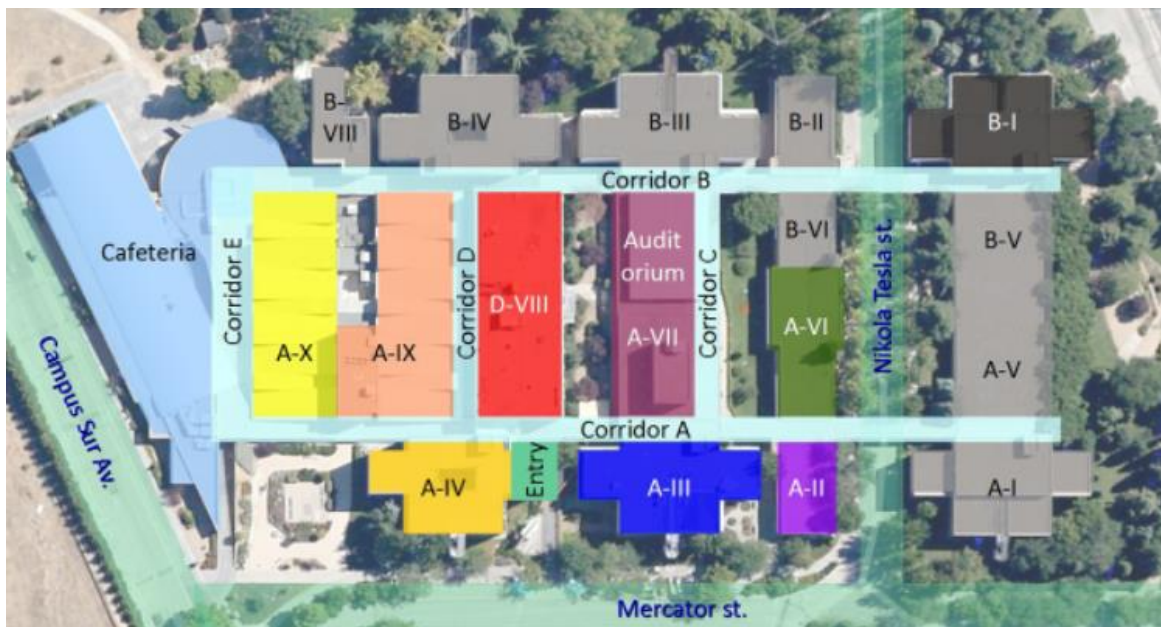 B-
VIII
B-IV
B-III
B-II
B-I
Corridor B
Cafeteria
Corridor E
A-X
A-IX
Corridor D
D-VIII
Audit
orium
A-VII
Corridor C
B-VI
A-VI
Nikola Tesla st.
B-V
A-V
Campus Sur Av.
Corridor A
A-IV
Entry
A-III
A-II
A-I
Mercator st.